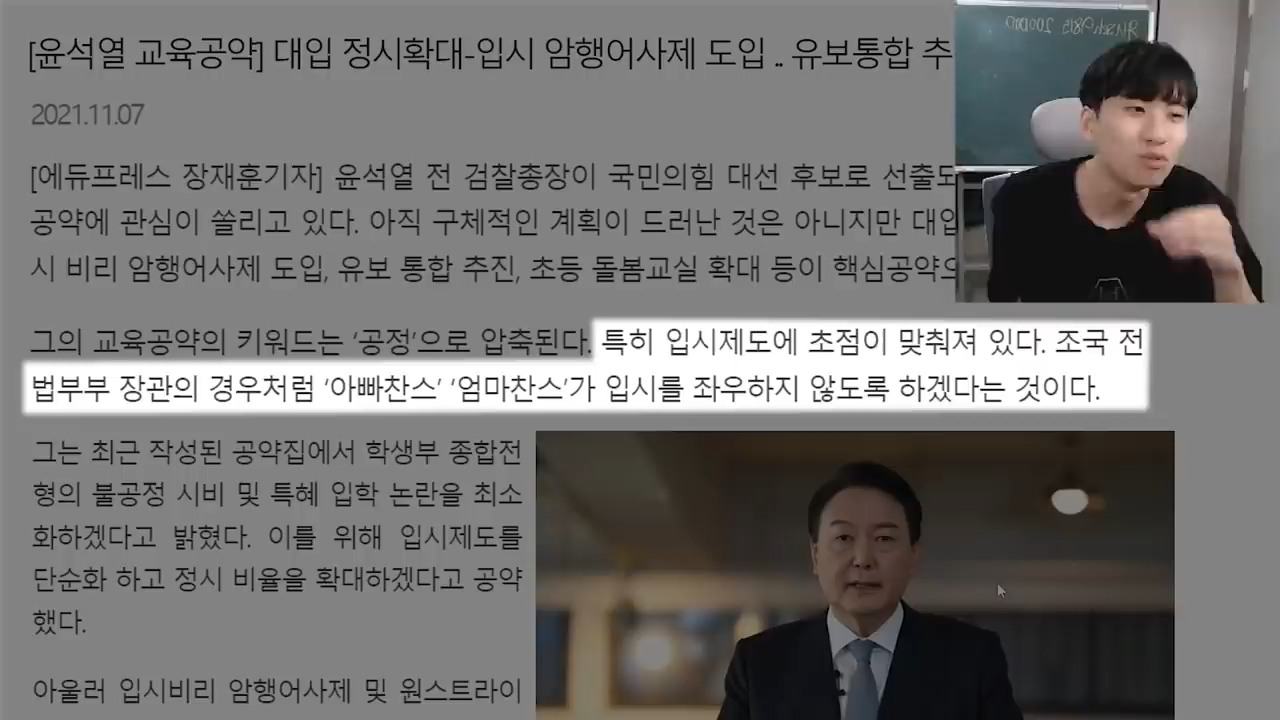 [윤석열 교육공약] 대입 정시확대-입시 암행어사제 도입 .. 유보통합 추
2021.11.07
[에듀프레스 장재훈기자] 윤석열 전 검찰총장이 국민의힘 대선 후보로 선출되
공약에 관심이 쏠리고 있다. 아직 구체적인 계획이 드러난 것은 아니지만 대입
시 비리 암행어사제 도입, 유보 통합 추진, 초등 돌봄교실 확대 등이 핵심공약으
그의 교육공약의 키워드는 ‘공정’으로 압축된다. 특히 입시제도에 초점이 맞춰져 있다. 조국 전
법부부 장관의 경우처럼 ‘아빠찬스’ ‘엄마찬스’가 입시를 좌우하지 않도록 하겠다는 것이다.
그는 최근 작성된 공약집에서 학생부 종합전
형의 불공정 시비 및 특혜 입학 논란을 최소
화하겠다고 밝혔다. 이를 위해 입시제도를
단순화 하고 정시 비율을 확대하겠다고 공약
했다.
아울러 입시비리 암행어사제 및 원스트라이